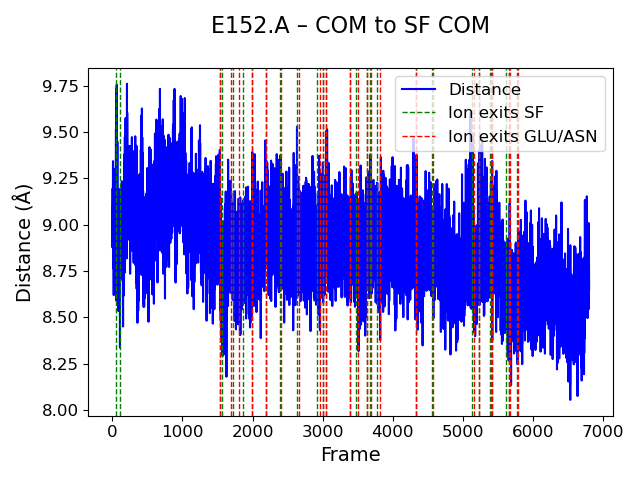 E152.A – COM to SF COM
Distance
Ion exits SF
Ion exits GLU/ASN
Distance (Å)
9.75
9.50
9.25
9.00
8.75
8.50
8.25
8.00
0 1000 2000 3000 4000 5000 6000 7000
Frame